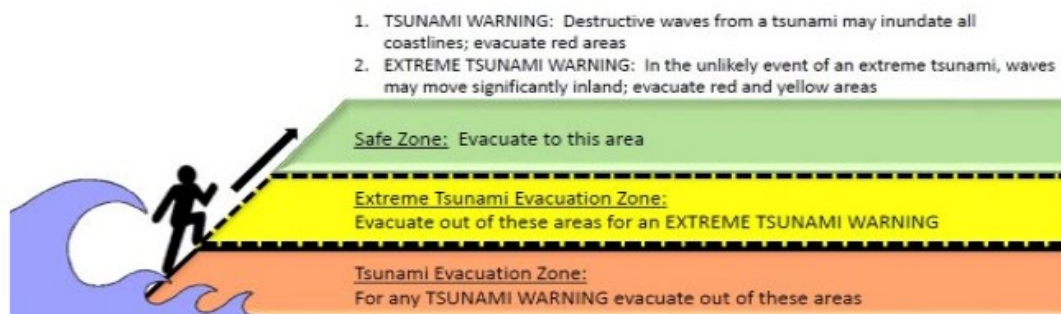 1. TSUNAMI WARNING: Destructive waves from a tsunami may inundate all
coastlines; evacuate red areas
2. EXTREME TSUNAMI WARNING: In the unlikely event of an extreme tsunami, waves
may move significantly inland; evacuate red and yellow areas
Safe Zone: Evacuate to this area
Extreme Tsunami Evacuation Zone:
Evacuate out of these areas for an EXTREME TSUNAMI WARNING
Tsunami Evacuation Zone:
For any TSUNAMI WARNING evacuate out of these areas